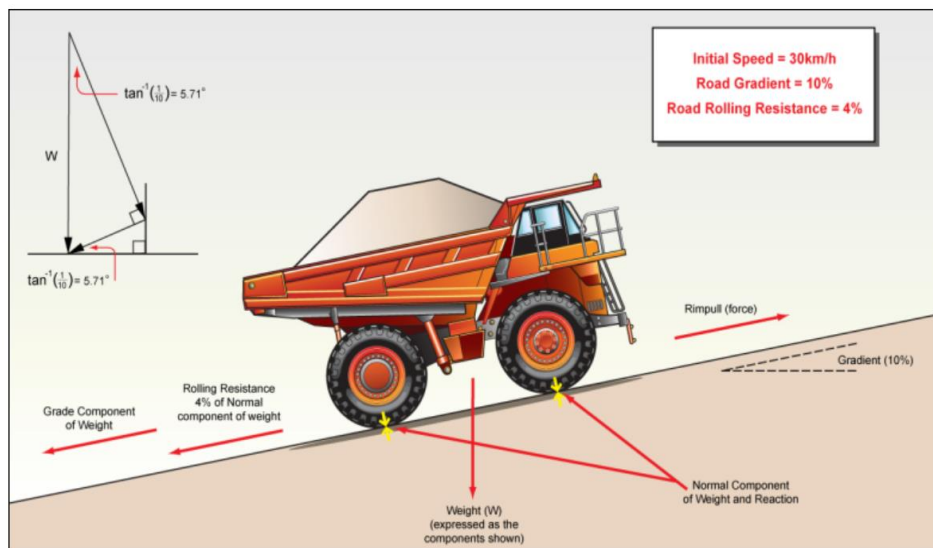 tan⁻¹(1/10) = 5.71°
W
tan⁻¹(1/10) = 5.71°
Initial Speed = 30km/h
Road Gradient = 10%
Road Rolling Resistance = 4%
Rimpull (force)
Gradient (10%)
Rolling Resistance
4% of Normal
component of weight
Grade Component
of Weight
Weight (W)
(expressed as the
components shown)
Normal Component
of Weight and Reaction